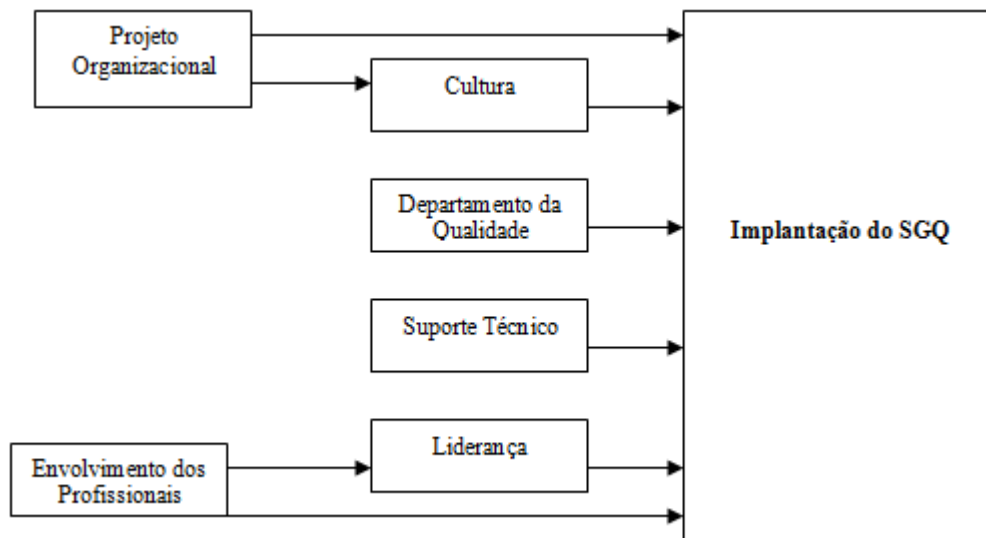 Projeto
Organizacional
Cultura
Departamento da
Qualidade
Implantação do SGQ
Suporte Técnico
Liderança
Envolvimento dos
Profissionais